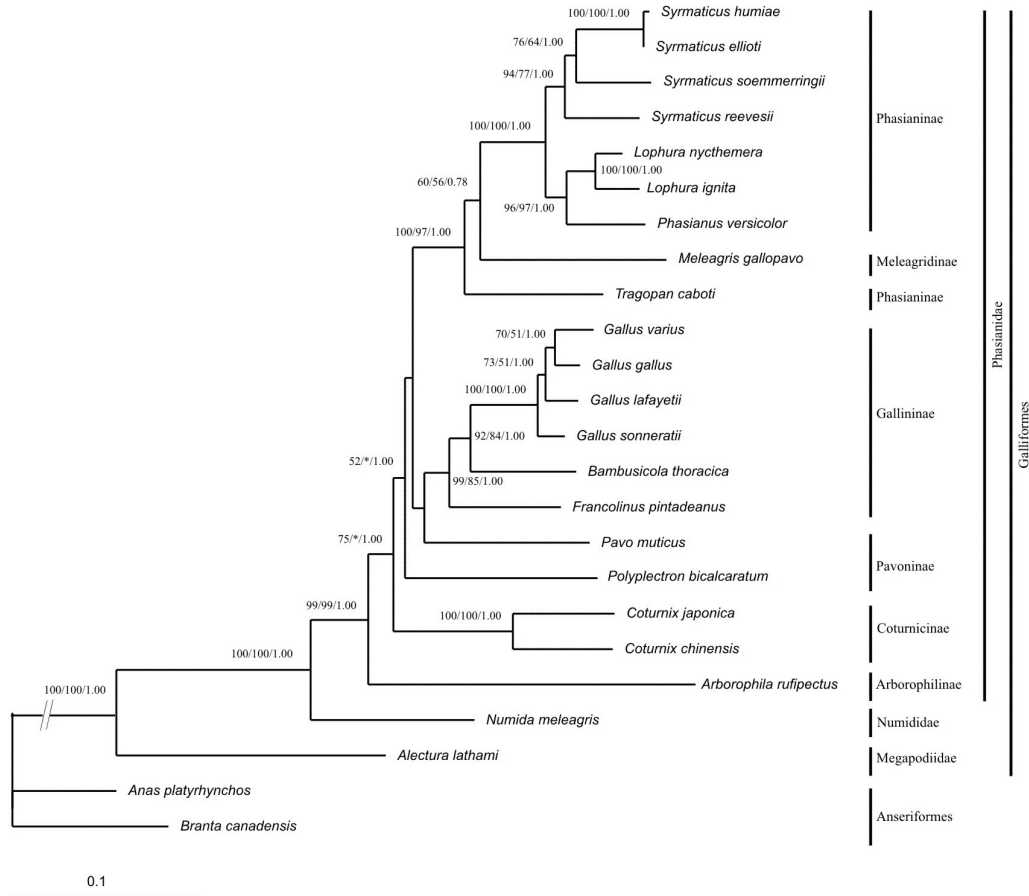 100/100/1.00
Syrmaticus humiae
76/64/1.00
Syrmaticus ellioti
94/77/1.00
Syrmaticus soemmerringii
Syrmaticus reevesii
Phasianinae
100/100/1.00
Lophura nycthemera
100/100/1.00
60/56/0.78
Lophura ignita
96/97/1.00
Phasianus versicolor
100/97/1.00
Meleagris gallopavo
Meleagridinae
Tragopan caboti
Phasianinae
Phasianidae
Gallus varius
70/51/1.00
73/51/1.00
Gallus gallus
100/100/1.00
Gallus lafayetii
Gallininae
Galliformes
92/84/1.00
Gallus sonneratii
52/*/1.00
Bambusicola thoracica
99/85/1.00
Francolinus pintadeanus
75/*/1.00
Pavo muticus
Pavoninae
Polyplectron bicalcaratum
99/99/1.00
100/100/1.00
Coturnix japonica
Coturnicinae
Coturnix chinensis
100/100/1.00
100/100/1.00
Arborophila rufipectus
Arborophilinae
Numida meleagris
Numididae
Alectura lathami
Megapodiidae
Anas platyrhynchos
Anseriformes
Branta canadensis
0.1